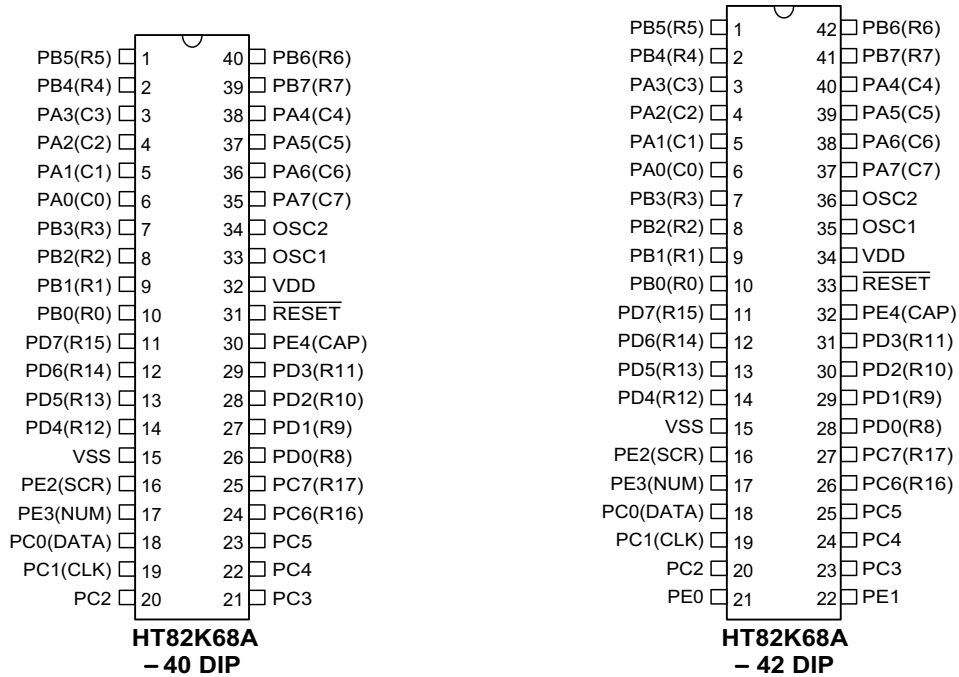 PB5(R5) 1 40 PB6(R6)
PB4(R4) 2 39 PB7(R7)
PA3(C3) 3 38 PA4(C4)
PA2(C2) 4 37 PA5(C5)
PA1(C1) 5 36 PA6(C6)
PA0(C0) 6 35 PA7(C7)
PB3(R3) 7 34 OSC2
PB2(R2) 8 33 OSC1
PB1(R1) 9 32 VDD
PB0(R0) 10 31 RESET
PD7(R15) 11 30 PE4(CAP)
PD6(R14) 12 29 PD3(R11)
PD5(R13) 13 28 PD2(R10)
PD4(R12) 14 27 PD1(R9)
VSS 15 26 PD0(R8)
PE2(SCR) 16 25 PC7(R17)
PE3(NUM) 17 24 PC6(R16)
PC0(DATA) 18 23 PC5
PC1(CLK) 19 22 PC4
PC2 20 21 PC3
HT82K68A
– 40 DIP
PB5(R5) 1 42 PB6(R6)
PB4(R4) 2 41 PB7(R7)
PA3(C3) 3 40 PA4(C4)
PA2(C2) 4 39 PA5(C5)
PA1(C1) 5 38 PA6(C6)
PA0(C0) 6 37 PA7(C7)
PB3(R3) 7 36 OSC2
PB2(R2) 8 35 OSC1
PB1(R1) 9 34 VDD
PB0(R0) 10 33 RESET
PD7(R15) 11 32 PE4(CAP)
PD6(R14) 12 31 PD3(R11)
PD5(R13) 13 30 PD2(R10)
PD4(R12) 14 29 PD1(R9)
VSS 15 28 PD0(R8)
PE2(SCR) 16 27 PC7(R17)
PE3(NUM) 17 26 PC6(R16)
PC0(DATA) 18 25 PC5
PC1(CLK) 19 24 PC4
PC2 20 23 PC3
PE0 21 22 PE1
HT82K68A
– 42 DIP